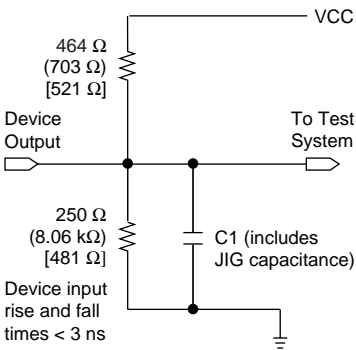 VCC
464 Ω
(703 Ω)
[521 Ω]
Device
Output
To Test
System
250 Ω
(8.06 kΩ)
[481 Ω]
C1 (includes
JIG capacitance)
Device input
rise and fall
times < 3 ns